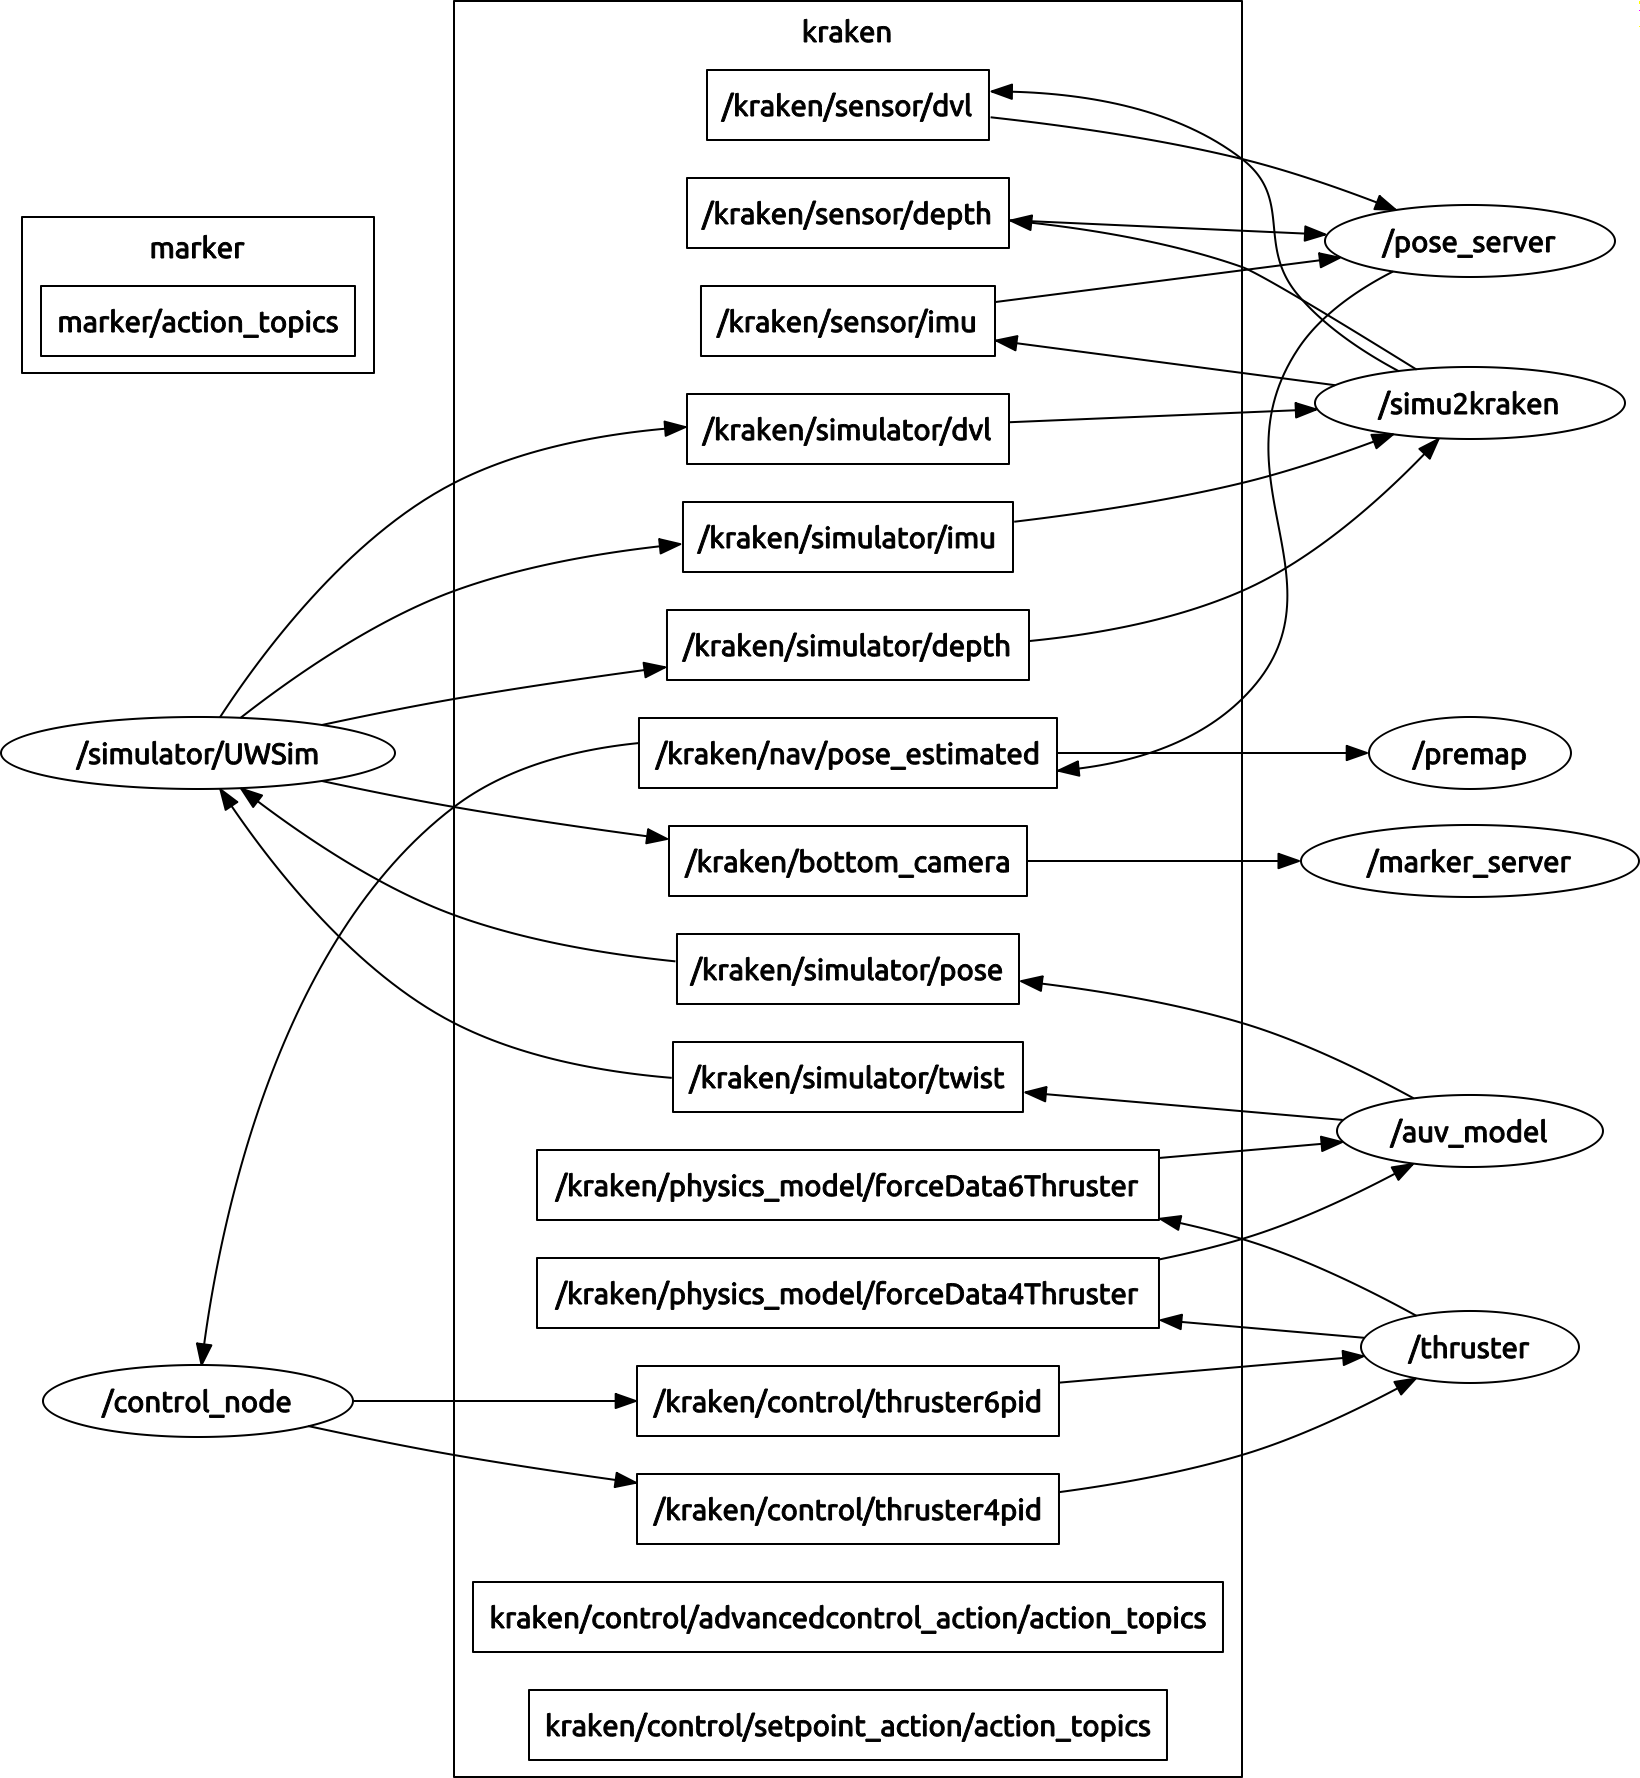 kraken
/kraken/sensor/dvl
/kraken/sensor/depth
/pose_server
marker
marker/action_topics
/kraken/sensor/imu
/simu2kraken
/kraken/simulator/dvl
/kraken/simulator/imu
/kraken/simulator/depth
/simulator/UWSim
/kraken/nav/pose_estimated
/premap
/kraken/bottom_camera
/marker_server
/kraken/simulator/pose
/kraken/simulator/twist
/auv_model
/kraken/physics_model/forceData6Thruster
/kraken/physics_model/forceData4Thruster
/thruster
/control_node
/kraken/control/thruster6pid
/kraken/control/thruster4pid
kraken/control/advancedcontrol_action/action_topics
kraken/control/setpoint_action/action_topics